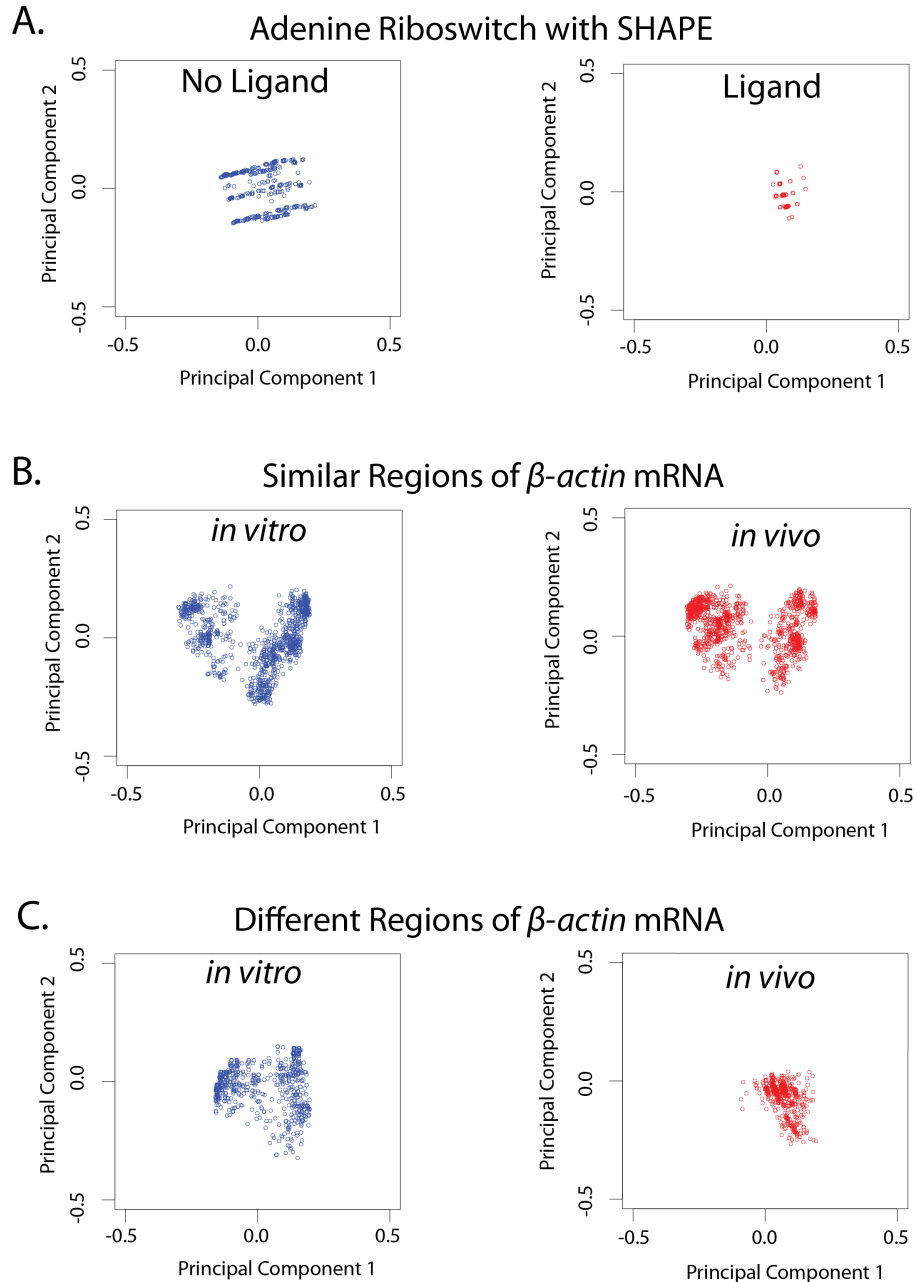 A.
Adenine Riboswitch with SHAPE
No Ligand
Principal Component 2
0.5
0.0
-0.5
-0.5 0.0 0.5
Principal Component 1
Ligand
Principal Component 2
0.5
0.0
-0.5
-0.5 0.0 0.5
Principal Component 1
B.
Similar Regions of β-actin mRNA
in vitro
Principal Component 2
0.5
0.0
-0.5
-0.5 0.0 0.5
Principal Component 1
in vivo
Principal Component 2
0.5
0.0
-0.5
-0.5 0.0 0.5
Principal Component 1
C.
Different Regions of β-actin mRNA
in vitro
Principal Component 2
0.5
0.0
-0.5
-0.5 0.0 0.5
Principal Component 1
in vivo
Principal Component 2
0.5
0.0
-0.5
-0.5 0.0 0.5
Principal Component 1